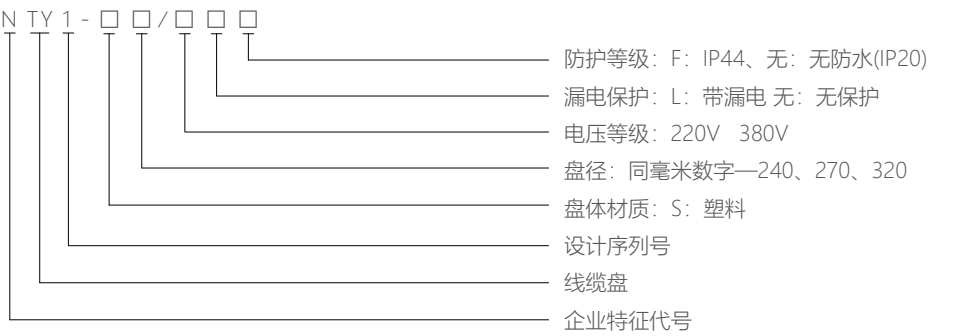 N TY 1 - □ □ / □ □ □
防护等级：F：IP44、无：无防水(IP20)
漏电保护：L：带漏电 无：无保护
电压等级：220V 380V
盘径：同毫米数字—240、270、320
盘体材质：S：塑料
设计序列号
线缆盘
企业特征代号